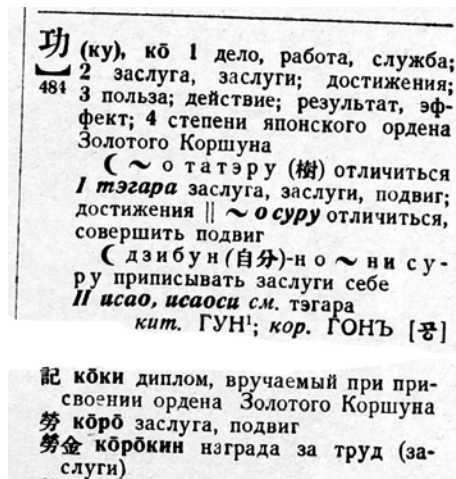 功 (ку), кō 1 дело, работа, служба;
484 2 заслуга, заслуги; достижения;
3 польза; действие; результат, эф-
фект; 4 степени японского ордена
Золотого Коршуна
( ~ о татэру (樹) отличиться
I тэгара заслуга, заслуги, подвиг;
достижения || ~ о суру отличиться,
совершить подвиг
( дзибун (自分)-но ~ ни су-
ру приписывать заслуги себе
II исао, исаоси см. тэгара
кит. ГУН¹; кор. ГОНЪ [공]
記 кōки диплом, вручаемый при при-
своении ордена Золотого Коршуна
勞 кōрō заслуга, подвиг
勞金 кōрōкин награда за труд (за-
слуги)